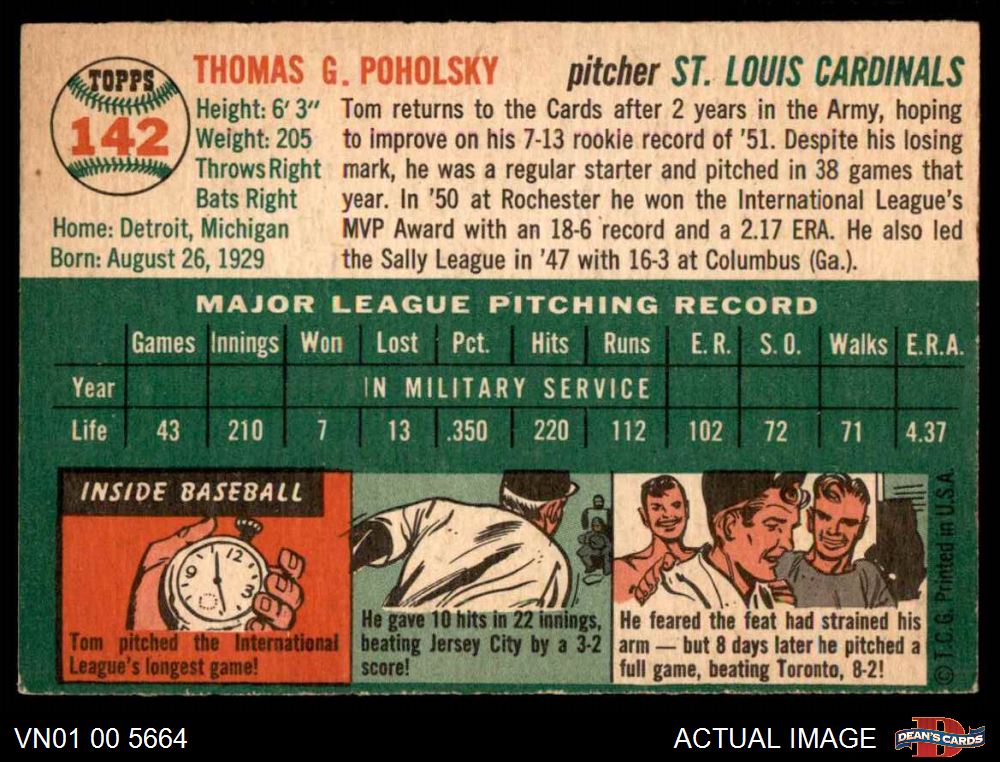 TOPPS
142
THOMAS G. POHOLSKY pitcher ST. LOUIS CARDINALS
Height: 6' 3"
Weight: 205
Throws Right
Bats Right
Home: Detroit, Michigan
Born: August 26, 1929
Tom returns to the Cards after 2 years in the Army, hoping
to improve on his 7-13 rookie record of '51. Despite his losing
mark, he was a regular starter and pitched in 38 games that
year. In '50 at Rochester he won the International League's
MVP Award with an 18-6 record and a 2.17 ERA. He also led
the Sally League in '47 with 16-3 at Columbus (Ga.).
MAJOR LEAGUE PITCHING RECORD
Games Innings Won Lost Pct. Hits Runs E.R. S.O. Walks E.R.A.
Year IN MILITARY SERVICE
Life 43 210 7 13 .350 220 112 102 72 71 4.37
INSIDE BASEBALL
12
Tom pitched the International
League's longest game!
He gave 10 hits in 22 innings,
beating Jersey City by a 3-2
score!
He feared the feat had strained his
arm — but 8 days later he pitched a
full game, beating Toronto, 8-2!
© T.C.G. Printed in U.S.A.
VN01 00 5664
ACTUAL IMAGE
DEAN'S CARDS